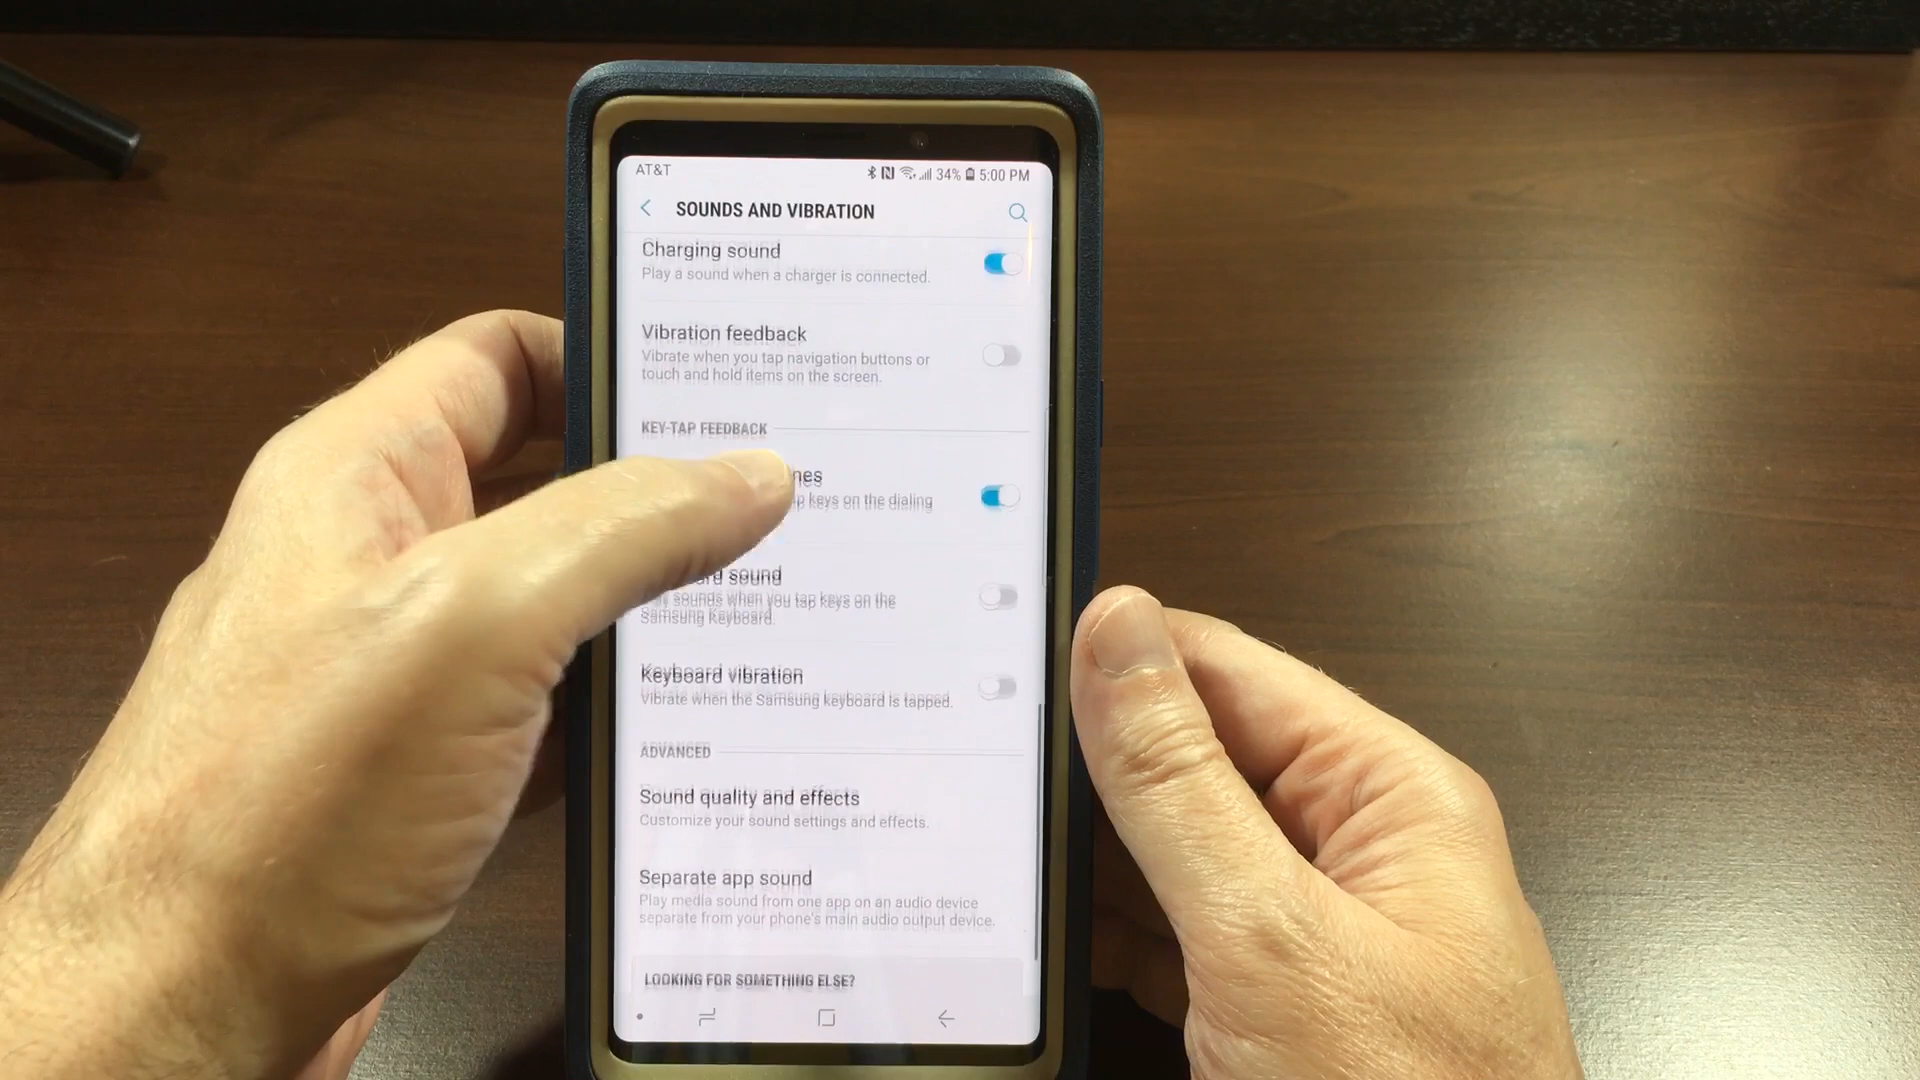 AT&T 34% 5:00 PM
SOUNDS AND VIBRATION
Charging sound
Play a sound when a charger is connected.
Vibration feedback
Vibrate when you tap navigation buttons or
touch and hold items on the screen.
KEY-TAP FEEDBACK
keys on the dialing
sound
sounds when you tap keys on the
Samsung Keyboard.
Keyboard vibration
Vibrate when the Samsung keyboard is tapped.
ADVANCED
Sound quality and effects
Customize your sound settings and effects.
Separate app sound
Play media sound from one app on an audio device
separate from your phone's main audio output device.
LOOKING FOR SOMETHING ELSE?